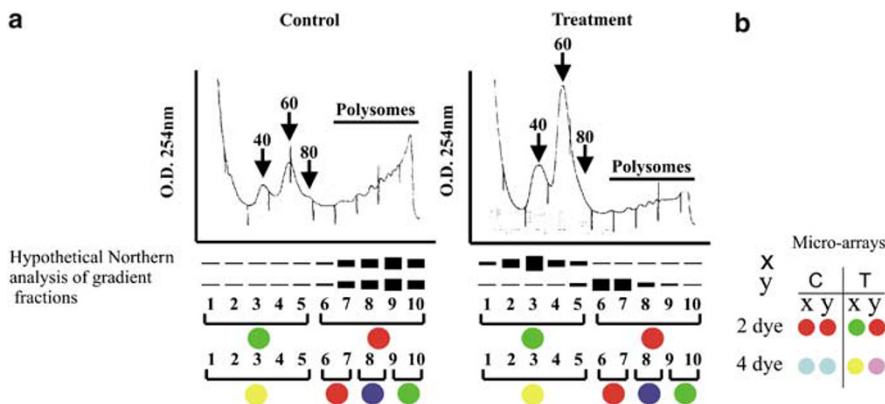 a
Control
Treatment
b
60
60
Polysomes
40
80
40
80
Polysomes
O.D. 254nm
O.D. 254nm
Hypothetical Northern
analysis of gradient
fractions
x
y
1 2 3 4 5 6 7 8 9 10
1 2 3 4 5 6 7 8 9 10
1 2 3 4 5 6 7 8 9 10
1 2 3 4 5 6 7 8 9 10
Micro-arrays
C T
x y x y
2 dye
4 dye